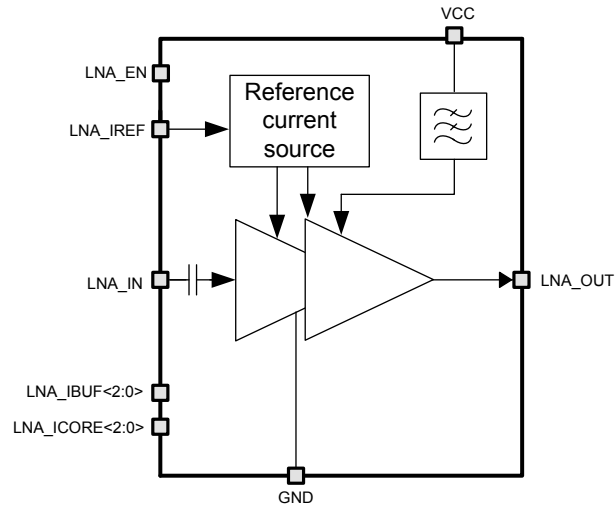 VCC
LNA_EN
LNA_IREF
Reference
current
source
LNA_IN
LNA_OUT
LNA_IBUF<2:0>
LNA_ICORE<2:0>
GND